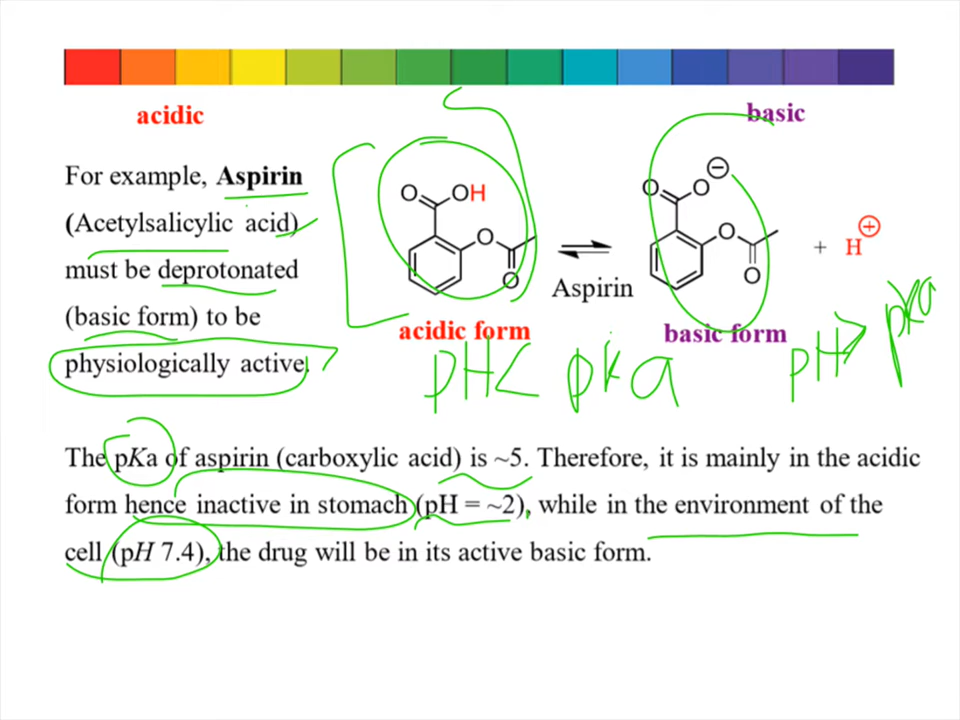 acidic
basic
For example, Aspirin
(Acetylsalicylic acid)
must be deprotonated
(basic form) to be
physiologically active.
O
OH
O
O
Aspirin
O
O⊖
O
O
+ H⊕
acidic form
basic form
pH < pka
pH > pka
The pKa of aspirin (carboxylic acid) is ~5. Therefore, it is mainly in the acidic
form hence inactive in stomach (pH = ~2), while in the environment of the
cell (pH 7.4), the drug will be in its active basic form.